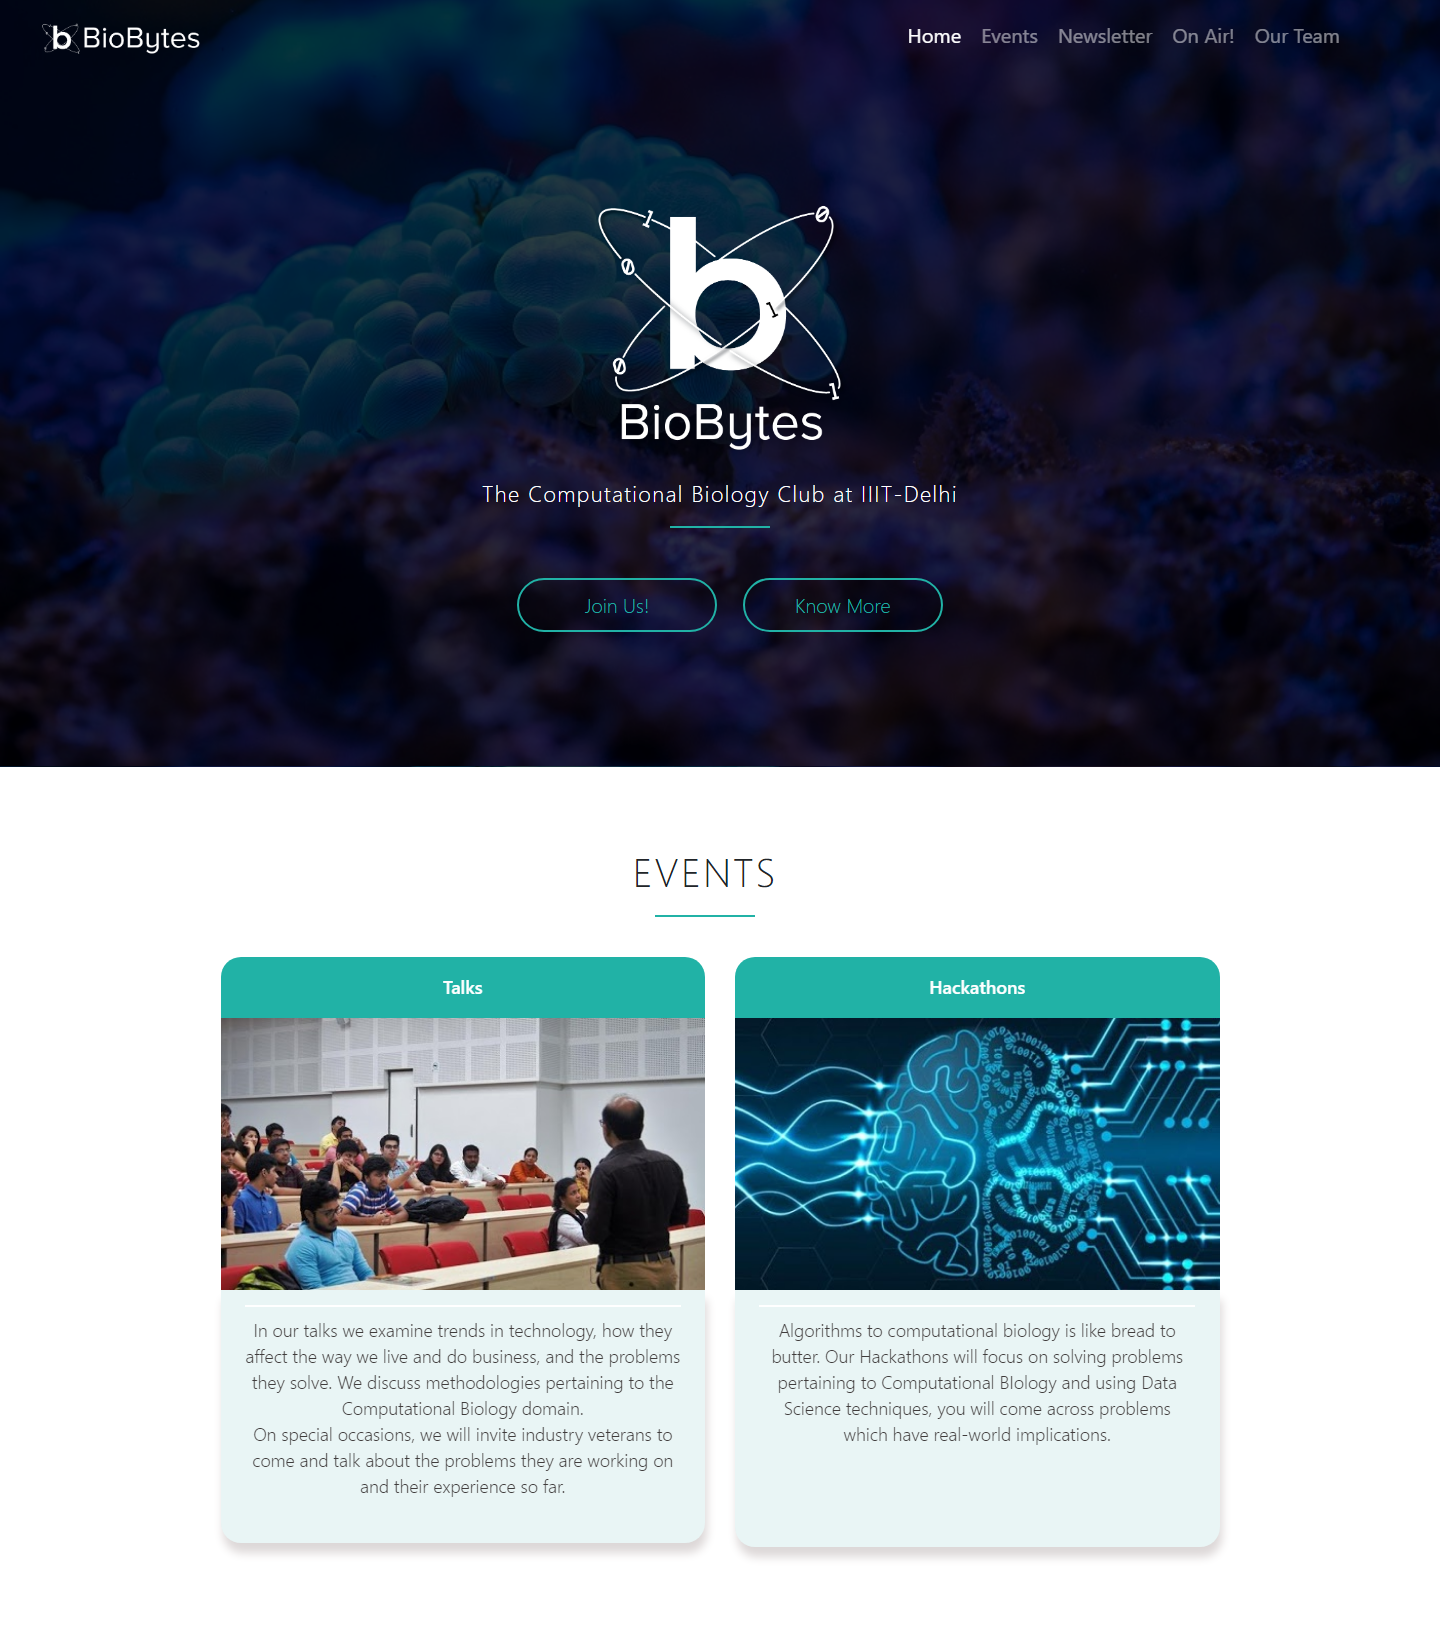 BioBytes
Home Events Newsletter On Air! Our Team
1 0
b
0
1
0
1
BioBytes
The Computational Biology Club at IIIT-Delhi
Join Us! Know More
EVENTS
Talks
Hackathons
In our talks we examine trends in technology, how they
affect the way we live and do business, and the problems
they solve. We discuss methodologies pertaining to the
Computational Biology domain.
On special occasions, we will invite industry veterans to
come and talk about the problems they are working on
and their experience so far.
Algorithms to computational biology is like bread to
butter. Our Hackathons will focus on solving problems
pertaining to Computational BIology and using Data
Science techniques, you will come across problems
which have real-world implications.